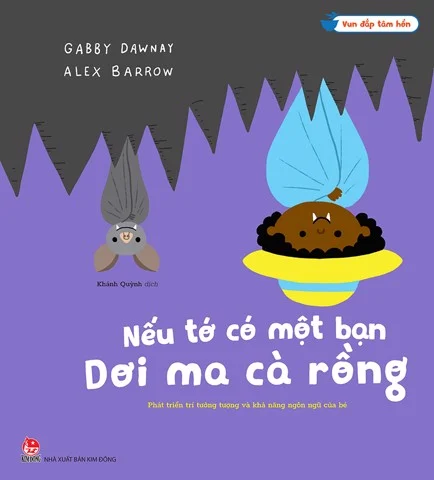 Vun đắp tâm hồn
GABBY DAWNAY
ALEX BARROW
Khánh Quỳnh dịch
Nếu tớ có một bạn
Dơi ma cà rồng
Phát triển trí tưởng tượng và khả năng ngôn ngữ của bé
KIM ĐỒNG
NHÀ XUẤT BẢN KIM ĐỒNG